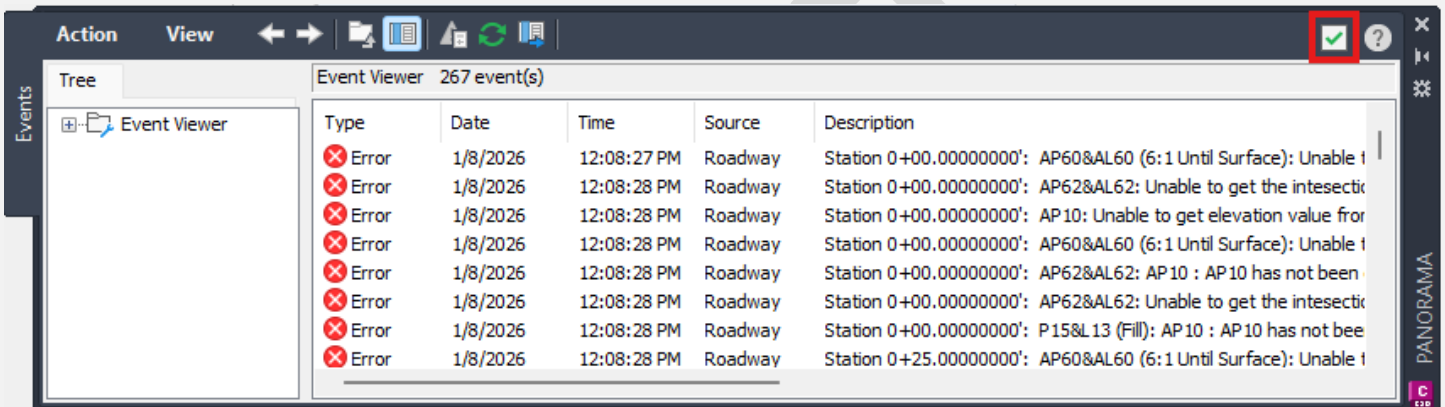 Action View
Events
Tree
Event Viewer
Event Viewer 267 event(s)
Type Date Time Source Description
Error 1/8/2026 12:08:27 PM Roadway Station 0+00.00000000': AP60&AL60 (6:1 Until Surface): Unable
Error 1/8/2026 12:08:28 PM Roadway Station 0+00.00000000': AP62&AL62: Unable to get the intesectic
Error 1/8/2026 12:08:28 PM Roadway Station 0+00.00000000': AP10: Unable to get elevation value fror
Error 1/8/2026 12:08:28 PM Roadway Station 0+00.00000000': AP60&AL60 (6:1 Until Surface): Unable
Error 1/8/2026 12:08:28 PM Roadway Station 0+00.00000000': AP62&AL62: AP10 : AP10 has not been
Error 1/8/2026 12:08:28 PM Roadway Station 0+00.00000000': AP62&AL62: Unable to get the intesectic
Error 1/8/2026 12:08:28 PM Roadway Station 0+00.00000000': P15&L13 (Fill): AP10 : AP10 has not bee
Error 1/8/2026 12:08:28 PM Roadway Station 0+25.00000000': AP60&AL60 (6:1 Until Surface): Unable
PANORAMA
C